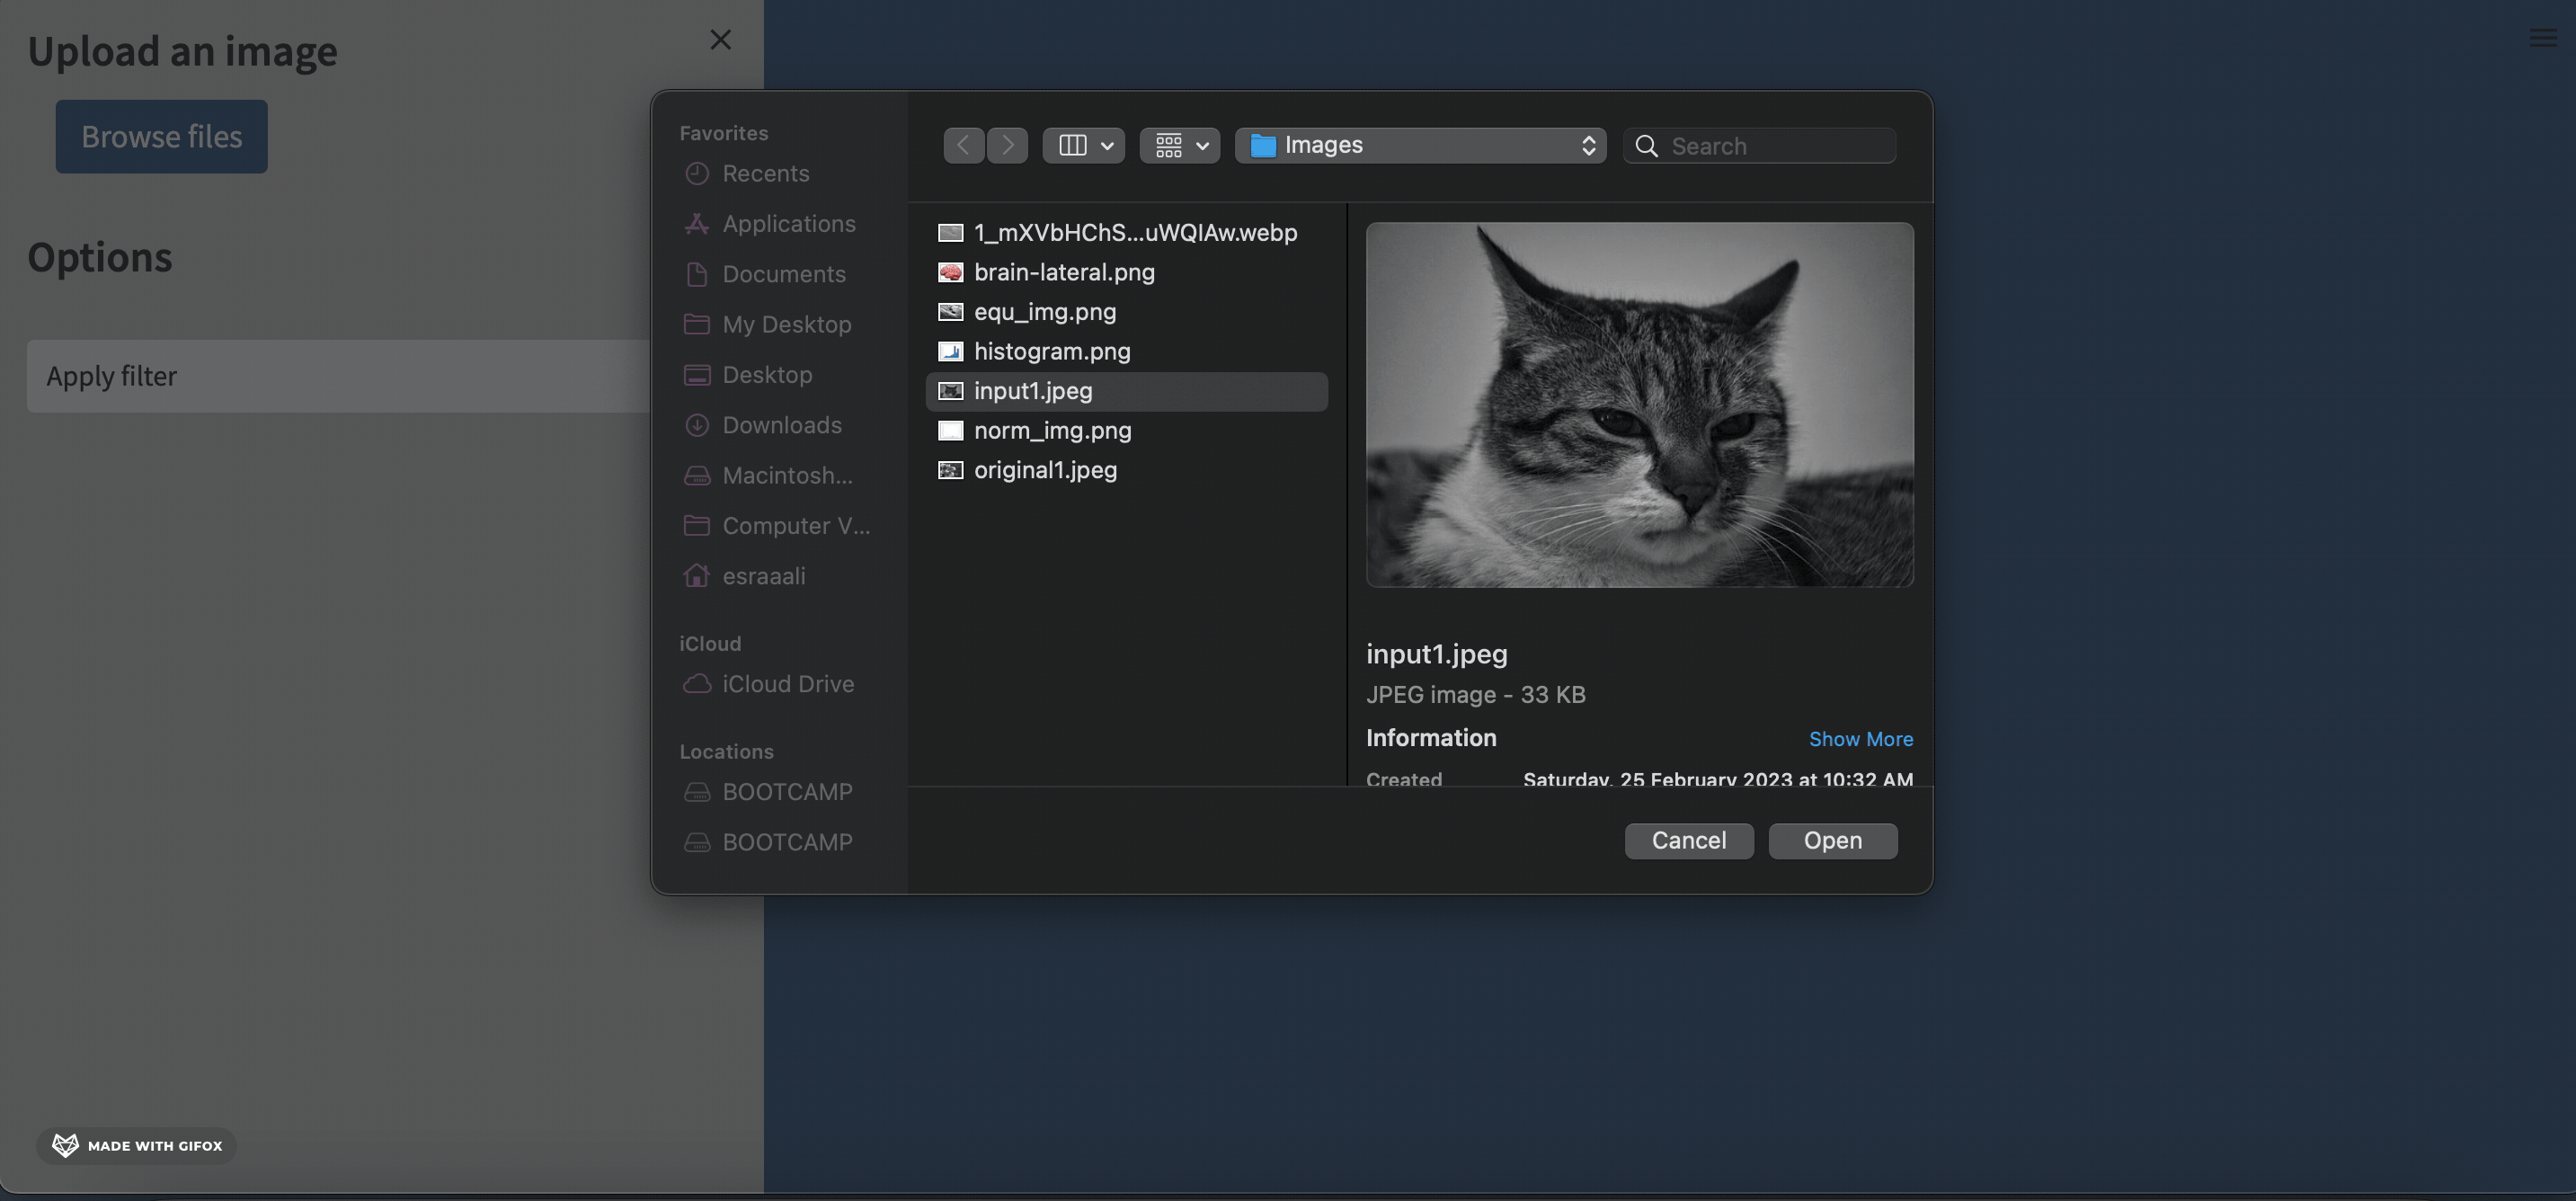 Upload an image
Browse files
Options
Apply filter
MADE WITH GIFOX
Favorites
Recents
Applications
Documents
My Desktop
Desktop
Downloads
Macintosh...
Computer V...
esraaali
iCloud
iCloud Drive
Locations
BOOTCAMP
BOOTCAMP
Images
Search
1_mXVbHChS...uWQIAw.webp
brain-lateral.png
equ_img.png
histogram.png
input1.jpeg
norm_img.png
original1.jpeg
input1.jpeg
JPEG image - 33 KB
Information Show More
Created Saturday, 25 February 2023 at 10:32 AM
Cancel Open